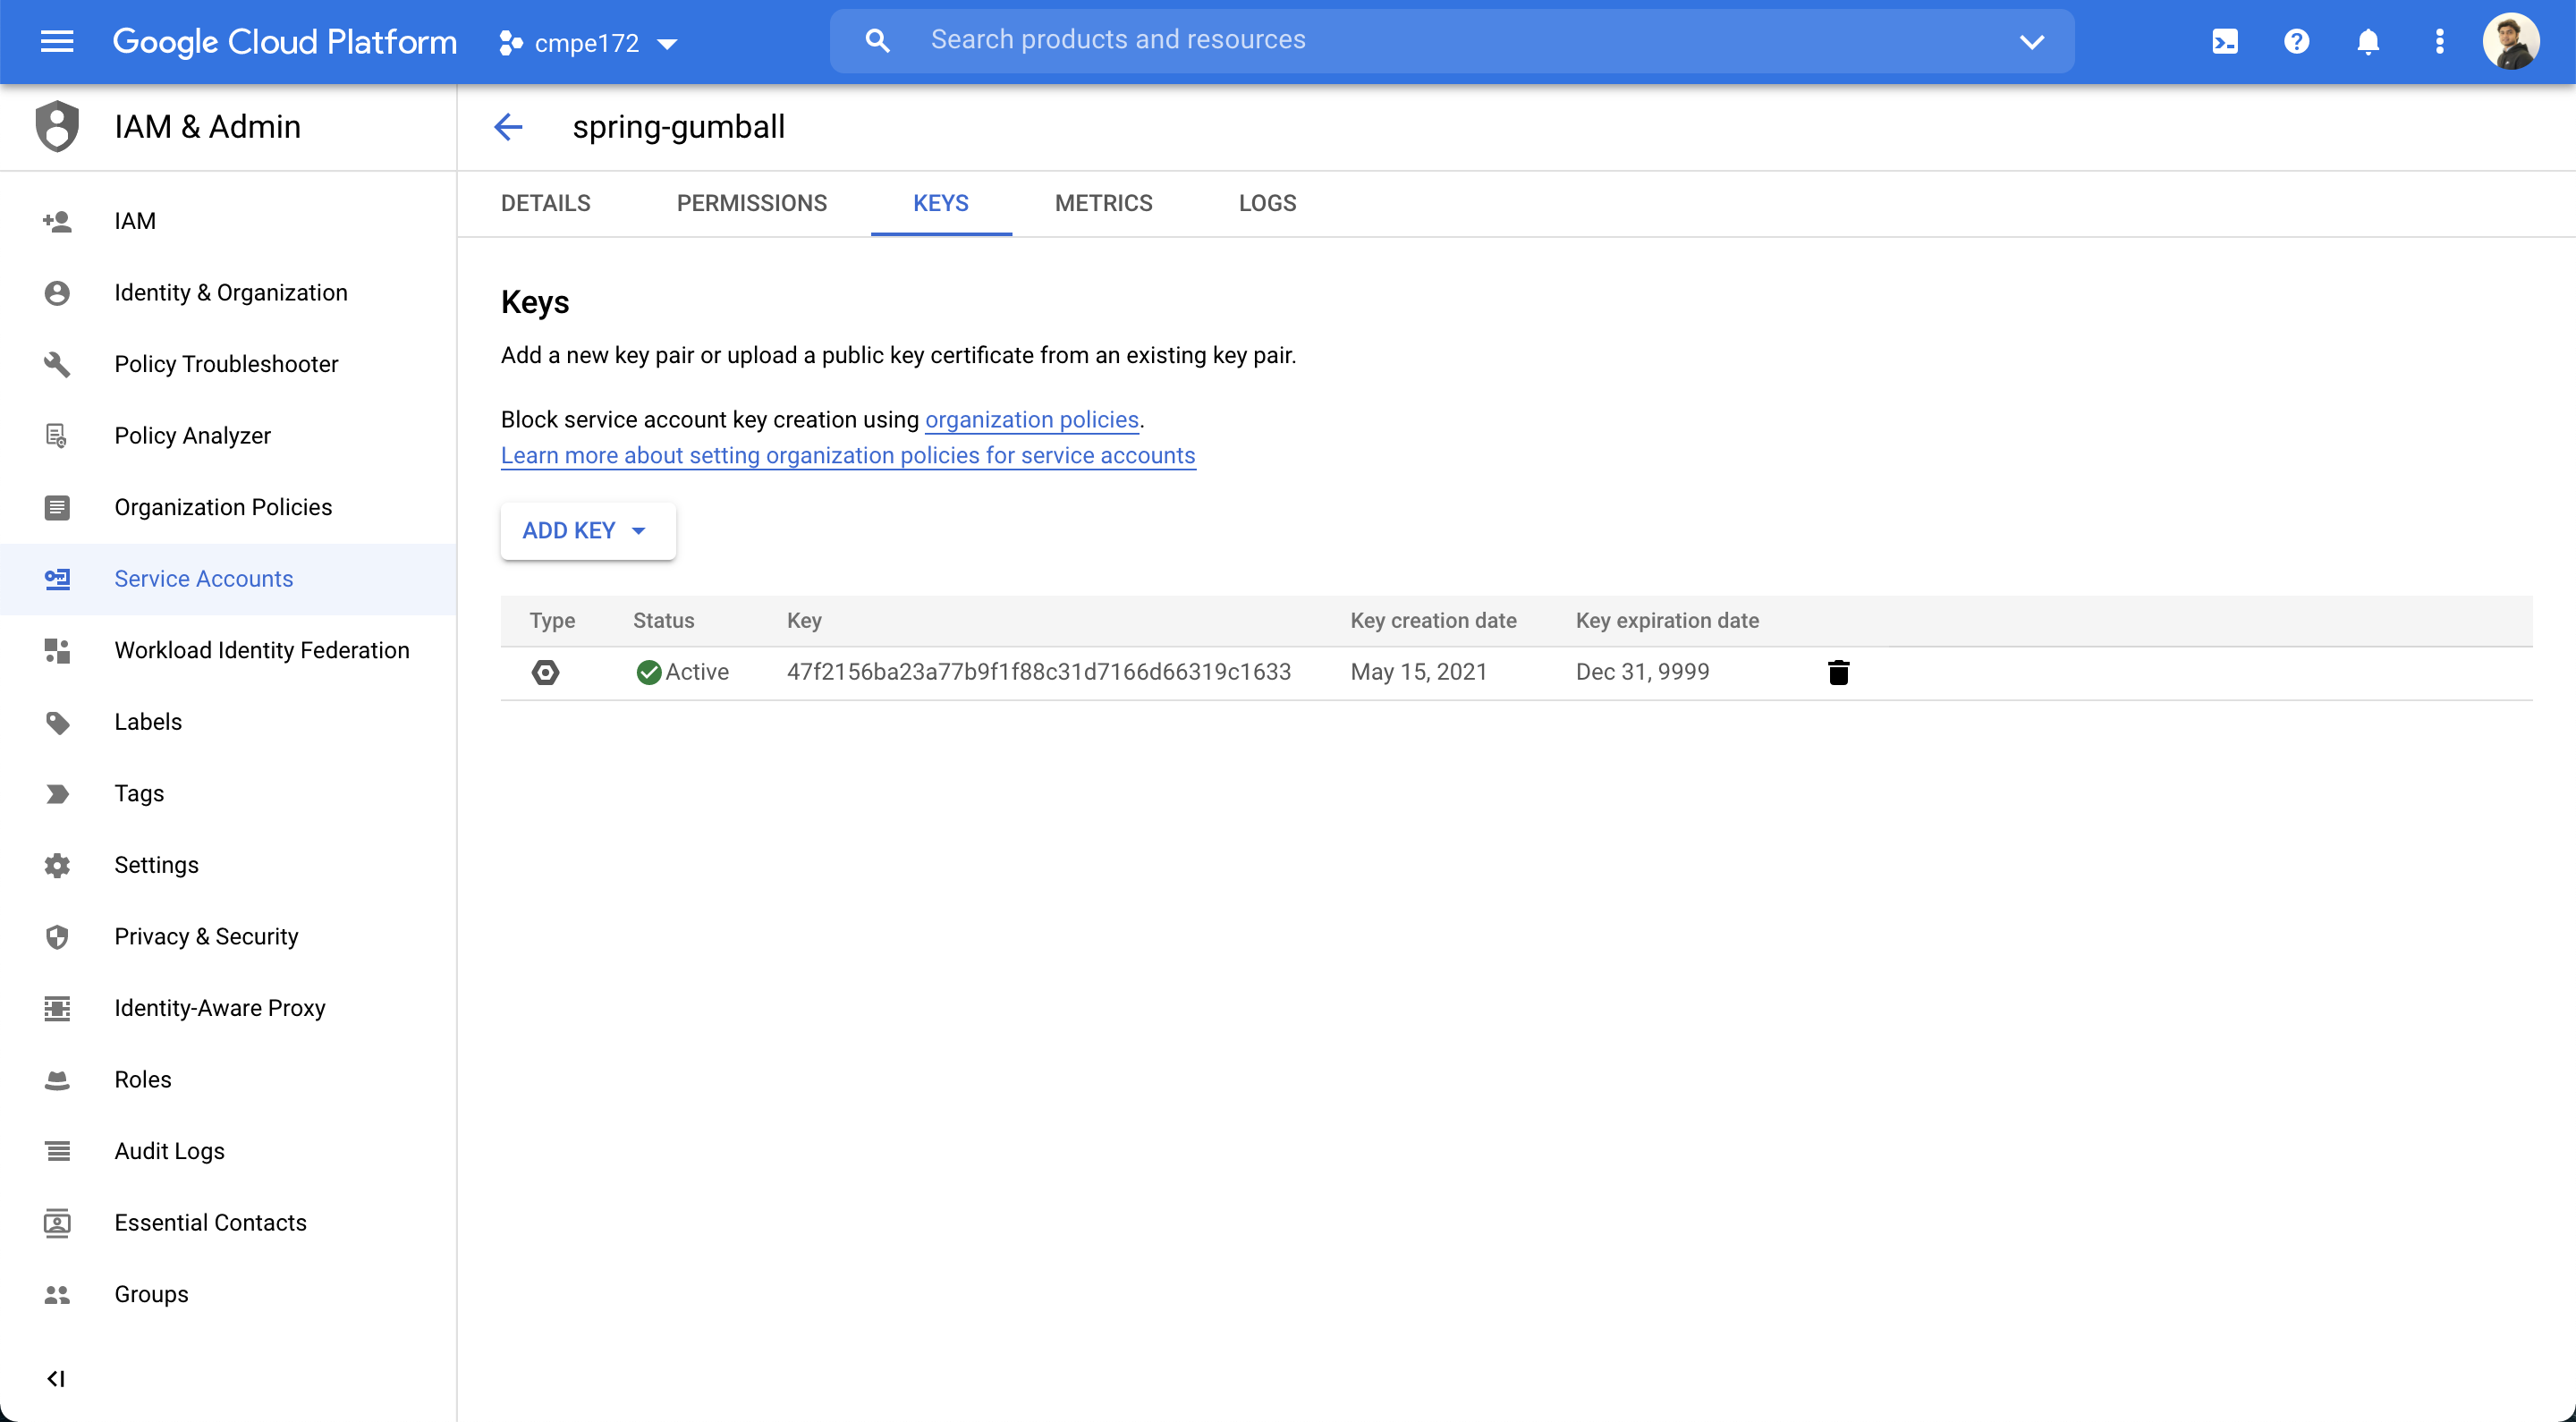 Google Cloud Platform
cmpe172
Search products and resources
IAM & Admin
spring-gumball
DETAILS PERMISSIONS KEYS METRICS LOGS
IAM
Identity & Organization
Policy Troubleshooter
Policy Analyzer
Organization Policies
Service Accounts
Workload Identity Federation
Labels
Tags
Settings
Privacy & Security
Identity-Aware Proxy
Roles
Audit Logs
Essential Contacts
Groups
Keys
Add a new key pair or upload a public key certificate from an existing key pair.
Block service account key creation using organization policies.
Learn more about setting organization policies for service accounts
ADD KEY
Type Status Key Key creation date Key expiration date
Active 47f2156ba23a77b9f1f88c31d7166d66319c1633 May 15, 2021 Dec 31, 9999